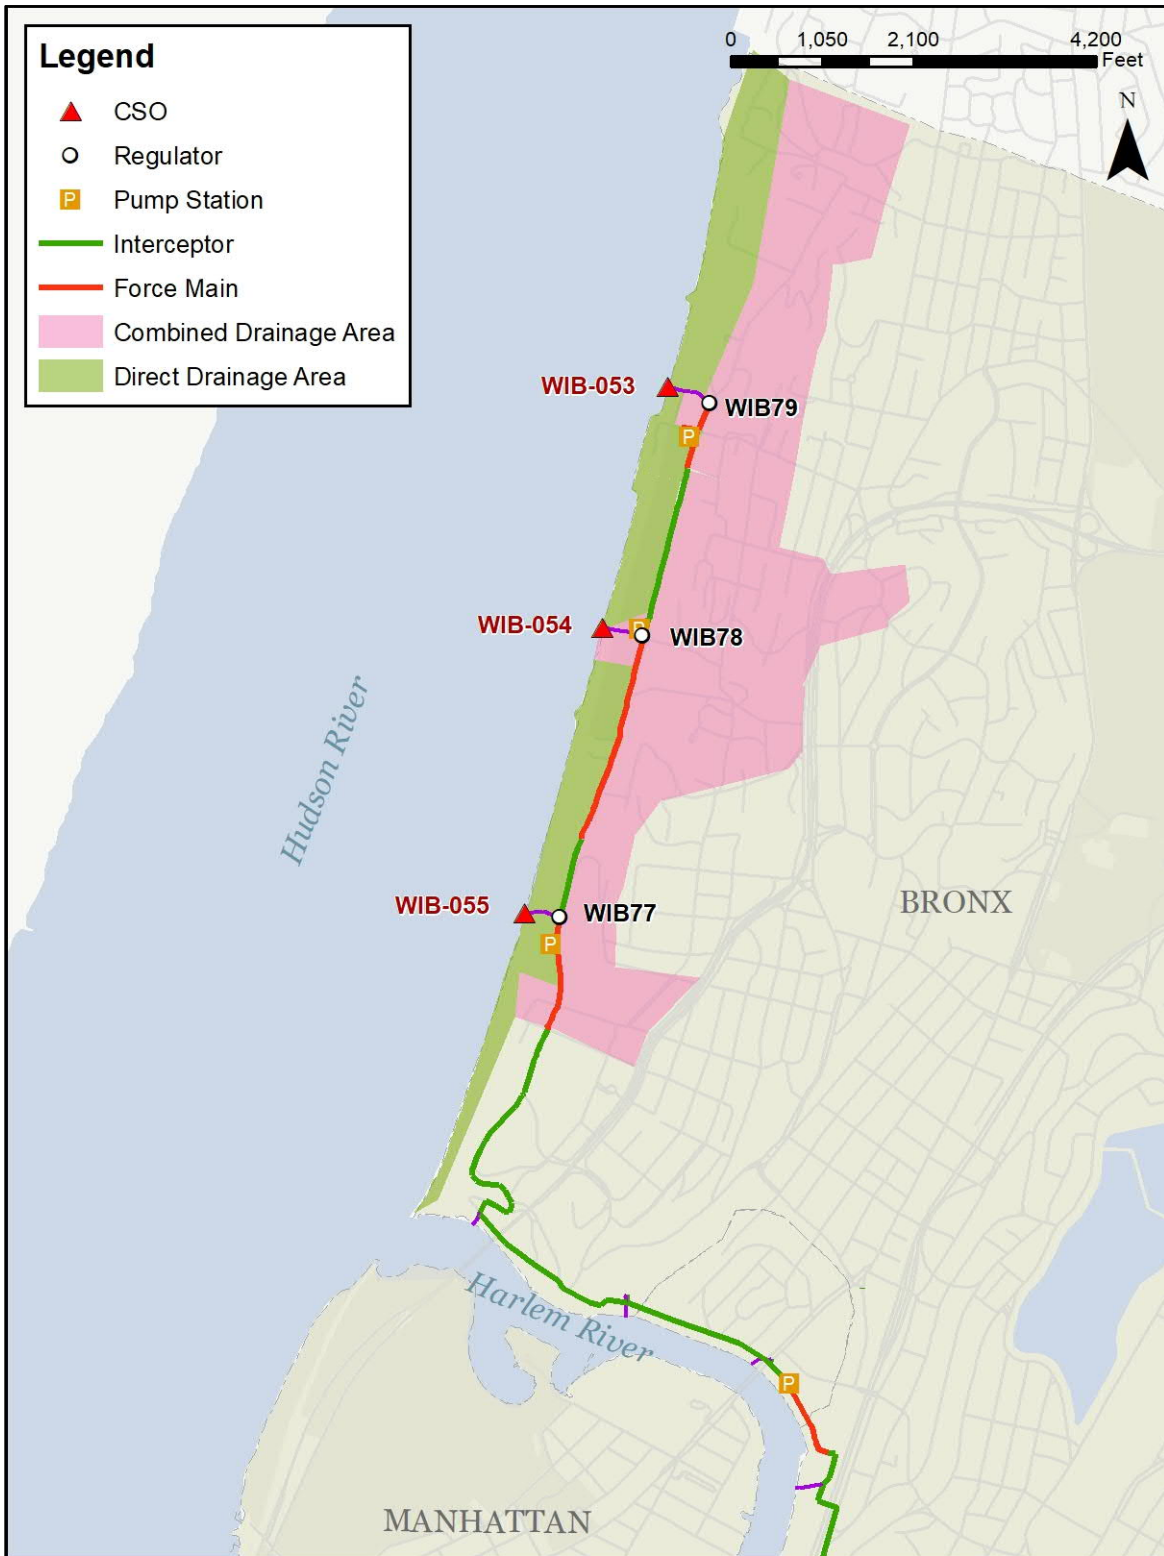 Legend
CSO
Regulator
P Pump Station
Interceptor
Force Main
Combined Drainage Area
Direct Drainage Area
0 1,050 2,100 4,200
Feet
N
WIB-053
WIB79
P
WIB-054
P
WIB78
Hudson River
BRONX
WIB-055
WIB77
P
Harlem River
P
MANHATTAN